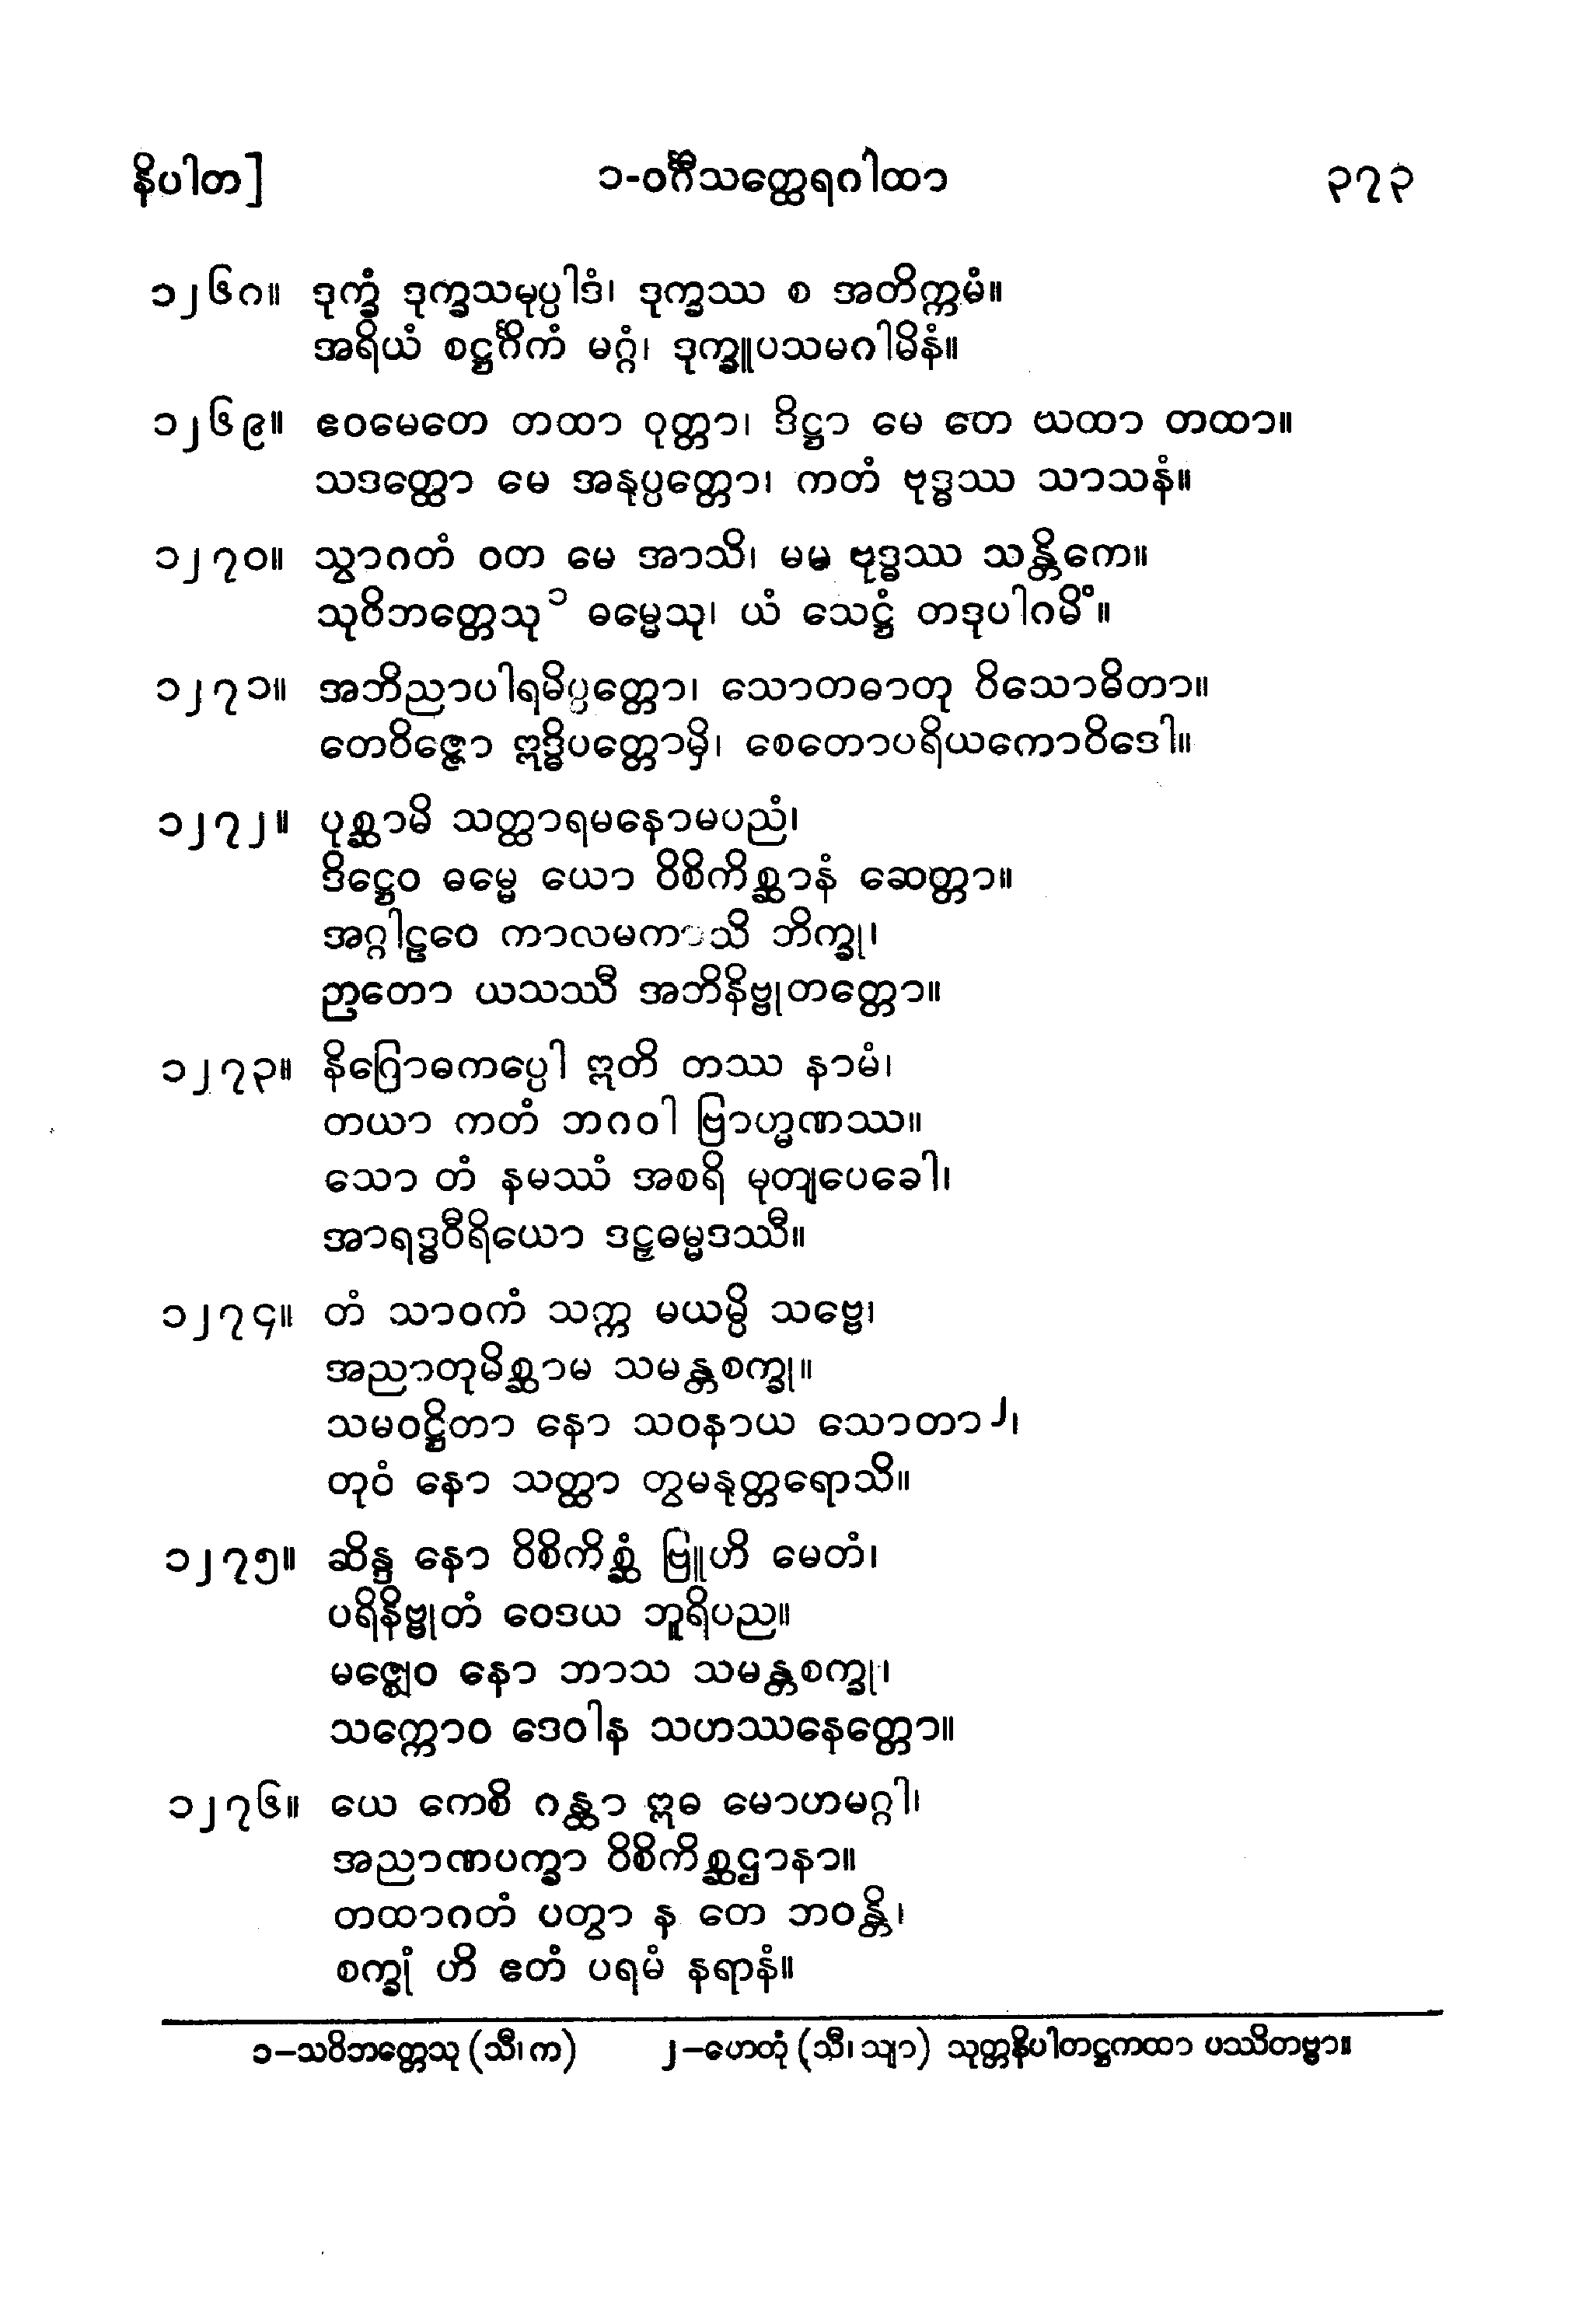 နိပါတ]
၁-ဝင်္ဂီသတ္ထေရဂါထာ
၃၇၃
၁၂၆၈။ ဒုက္ခံ ဒုက္ခသမုပ္ပါဒံ၊ ဒုက္ခဿ စ အတိက္ကမံ။
အရိယံ စဋ္ဌင်္ဂိကံ မဂ္ဂံ၊ ဒုက္ခူပသမဂါမိနံ။
၁၂၆၉။ ဧဝမေတေ တထာ ဝုတ္တာ၊ ဒိဋ္ဌာ မေ တေ ယထာ တထာ။
သဒတ္ထော မေ အနုပ္ပတ္တော၊ ကတံ ဗုဒ္ဓဿ သာသနံ။
၁၂၇၀။ သွာဂတံ ဝတ မေ အာသိ၊ မမ ဗုဒ္ဓဿ သန္တိကေ။
သုဝိဘတ္တေသု၁ ဓမ္မေသု၊ ယံ သေဋ္ဌံ တဒုပါဂမိံ။
၁၂၇၁။ အဘိညာပါရမိပ္ပတ္တော၊ သောတဓာတု ဝိသောဓိတာ။
တေဝိဇ္ဇော ဣဒ္ဓိပတ္တောမှိ၊ စေတောပရိယကောဝိဒေါ။
၁၂၇၂။ ပုစ္ဆာမိ သတ္ထာရမနောမပညံ၊
ဒိဋ္ဌေဝ ဓမ္မေ ယော ဝိစိကိစ္ဆာနံ ဆေတ္တာ။
အဂ္ဂါဠဝေ ကာလမကာသိ ဘိက္ခု၊
ဉာတော ယသဿီ အဘိနိဗ္ဗုတတ္တော။
၁၂၇၃။ နိဂြောဓကပ္ပေါ ဣတိ တဿ နာမံ၊
တယာ ကတံ ဘဂဝါ ဗြာဟ္မဏဿ။
သော တံ နမဿံ အစရိ မုတျပေခေါ၊
အာရဒ္ဓဝီရိယော ဒဠှဓမ္မဒဿီ။
၁၂၇၄။ တံ သာဝကံ သက္က မယမ္ပိ သဗ္ဗေ၊
အညာတုမိစ္ဆာမ သမန္တစက္ခု။
သမဝဋ္ဌိတာ နော သဝနာယ သောတာ၂၊
တုဝံ နော သတ္ထာ တွမနုတ္တရောသိ။
၁၂၇၅။ ဆိန္ဒ နော ဝိစိကိစ္ဆံ ဗြူဟိ မေတံ၊
ပရိနိဗ္ဗုတံ ဝေဒယ ဘူရိပည။
မဇ္ဈေဝ နော ဘာသ သမန္တစက္ခု၊
သက္ကောဝ ဒေဝါန သဟဿနေတ္တော။
၁၂၇၆။ ယေ ကေစိ ဂန္ထာ ဣဓ မောဟမဂ္ဂါ၊
အညာဏပက္ခာ ဝိစိကိစ္ဆဌာနာ။
တထာဂတံ ပတွာ န တေ ဘဝန္တိ၊
စက္ခုံ ဟိ ဧတံ ပရမံ နရာနံ။
၁–သဝိဘတ္တေသု (သီ၊ က) ၂–ဟေတုံ (သီ၊ သျာ) သုတ္တနိပါတဋ္ဌကထာ ပဿိတဗ္ဗာ။